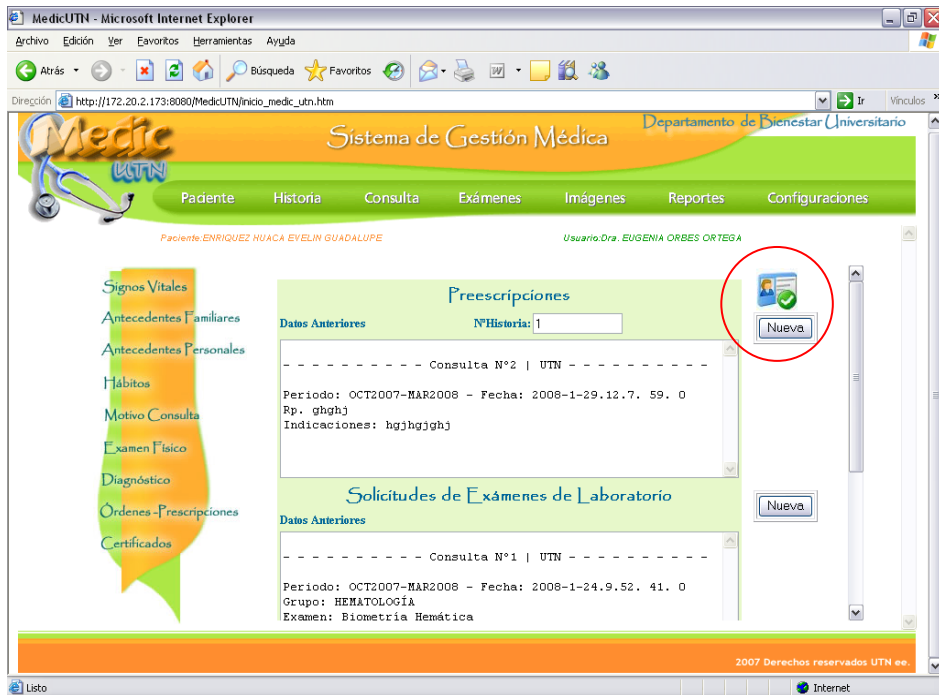 MedicUTN - Microsoft Internet Explorer
Archivo Edición Ver Favoritos Herramientas Ayuda
Atrás Búsqueda Favoritos
Dirección http://172.20.2.173:8080/MedicUTN/inicio_medic_utn.htm Ir Vínculos »
Medic UTN
Departamento de Bienestar Universitario
Sistema de Gestión Médica
Paciente Historia Consulta Exámenes Imágenes Reportes Configuraciones
Paciente:ENRIQUEZ HUACA EVELIN GUADALUPE Usuario:Dra. EUGENIA ORBES ORTEGA
Signos Vitales
Antecedentes Familiares
Antecedentes Personales
Hábitos
Motivo Consulta
Examen Físico
Diagnóstico
Órdenes -Prescripciones
Certificados
Preescripciones
Datos Anteriores NºHistoria: 1
Nueva
- - - - - - - - - - Consulta Nº2 | UTN - - - - - - - - - -
Periodo: OCT2007-MAR2008 - Fecha: 2008-1-29.12.7. 59. 0
Rp. ghghj
Indicaciones: hgjhgjghj
Solicitudes de Exámenes de Laboratorio
Nueva
Datos Anteriores
- - - - - - - - - - Consulta Nº1 | UTN - - - - - - - - - -
Periodo: OCT2007-MAR2008 - Fecha: 2008-1-24.9.52. 41. 0
Grupo: HEMATOLOGÍA
Examen: Biometría Hemática
2007 Derechos reservados UTN ee.
Listo Internet